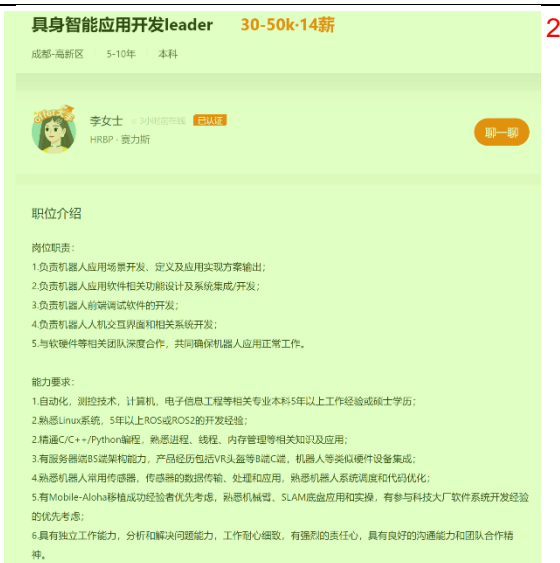 具身智能应用开发leader 30-50k·14薪
2
成都-高新区 5-10年 本科
李女士 3小时前在线 已认证
HRBP · 赛力斯
聊一聊
职位介绍
岗位职责：
1.负责机器人应用场景开发、定义及应用实现方案输出；
2.负责机器人应用软件相关功能设计及系统集成/开发；
3.负责机器人前端调试软件的开发；
4.负责机器人人机交互界面和相关系统开发；
5.与软硬件等相关团队深度合作，共同确保机器人应用正常工作。
能力要求：
1.自动化，测控技术，计算机，电子信息工程等相关专业本科5年以上工作经验或硕士学历；
2.熟悉Linux系统，5年以上ROS或ROS2的开发经验；
2.精通C/C++/Python编程，熟悉进程、线程、内存管理等相关知识及应用；
3.有服务器端BS端架构能力，产品经历包括VR头盔等B端C端，机器人等类似硬件设备集成；
4.熟悉机器人常用传感器，传感器的数据传输、处理和应用，熟悉机器人系统调度和代码优化；
5.有Mobile-Aloha移植成功经验者优先考虑，熟悉机械臂、SLAM底盘应用和实操，有参与科技大厂软件系统开发经验
的优先考虑；
6.具有独立工作能力，分析和解决问题能力，工作耐心细致，有强烈的责任心，具有良好的沟通能力和团队合作精
神。